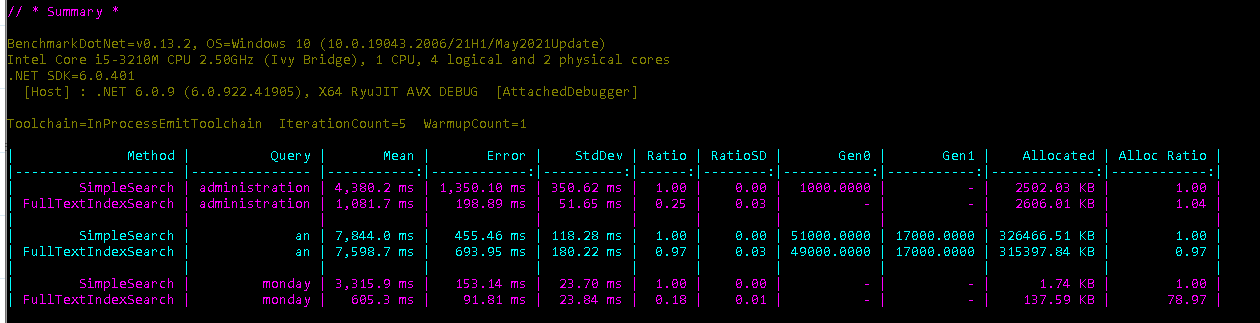 // * Summary *
BenchmarkDotNet=v0.13.2, OS=Windows 10 (10.0.19043.2006/21H1/May2021Update)
Intel Core i5-3210M CPU 2.50GHz (Ivy Bridge), 1 CPU, 4 logical and 2 physical cores
.NET SDK=6.0.401
[Host] : .NET 6.0.9 (6.0.922.41905), X64 RyuJIT AVX DEBUG [AttachedDebugger]
Toolchain=InProcessEmitToolchain IterationCount=5 WarmupCount=1
| Method | Query | Mean | Error | StdDev | Ratio | RatioSD | Gen0 | Gen1 | Allocated | Alloc Ratio |
|--------------------- |--------------- |-----------:|------------:|----------:|------:|--------:|-----------:|-----------:|-------------:|------------:|
| SimpleSearch | administration | 4,380.2 ms | 1,350.10 ms | 350.62 ms | 1.00 | 0.00 | 1000.0000 | - | 2502.03 KB | 1.00 |
| FullTextIndexSearch | administration | 1,081.7 ms | 198.89 ms | 51.65 ms | 0.25 | 0.03 | - | - | 2606.01 KB | 1.04 |
| | | | | | | | | | | |
| SimpleSearch | an | 7,844.0 ms | 455.46 ms | 118.28 ms | 1.00 | 0.00 | 51000.0000 | 17000.0000 | 326466.51 KB | 1.00 |
| FullTextIndexSearch | an | 7,598.7 ms | 693.95 ms | 180.22 ms | 0.97 | 0.03 | 49000.0000 | 17000.0000 | 315397.84 KB | 0.97 |
| | | | | | | | | | | |
| SimpleSearch | monday | 3,315.9 ms | 153.14 ms | 23.70 ms | 1.00 | 0.00 | - | - | 1.74 KB | 1.00 |
| FullTextIndexSearch | monday | 605.3 ms | 91.81 ms | 23.84 ms | 0.18 | 0.01 | - | - | 137.59 KB | 78.97 |